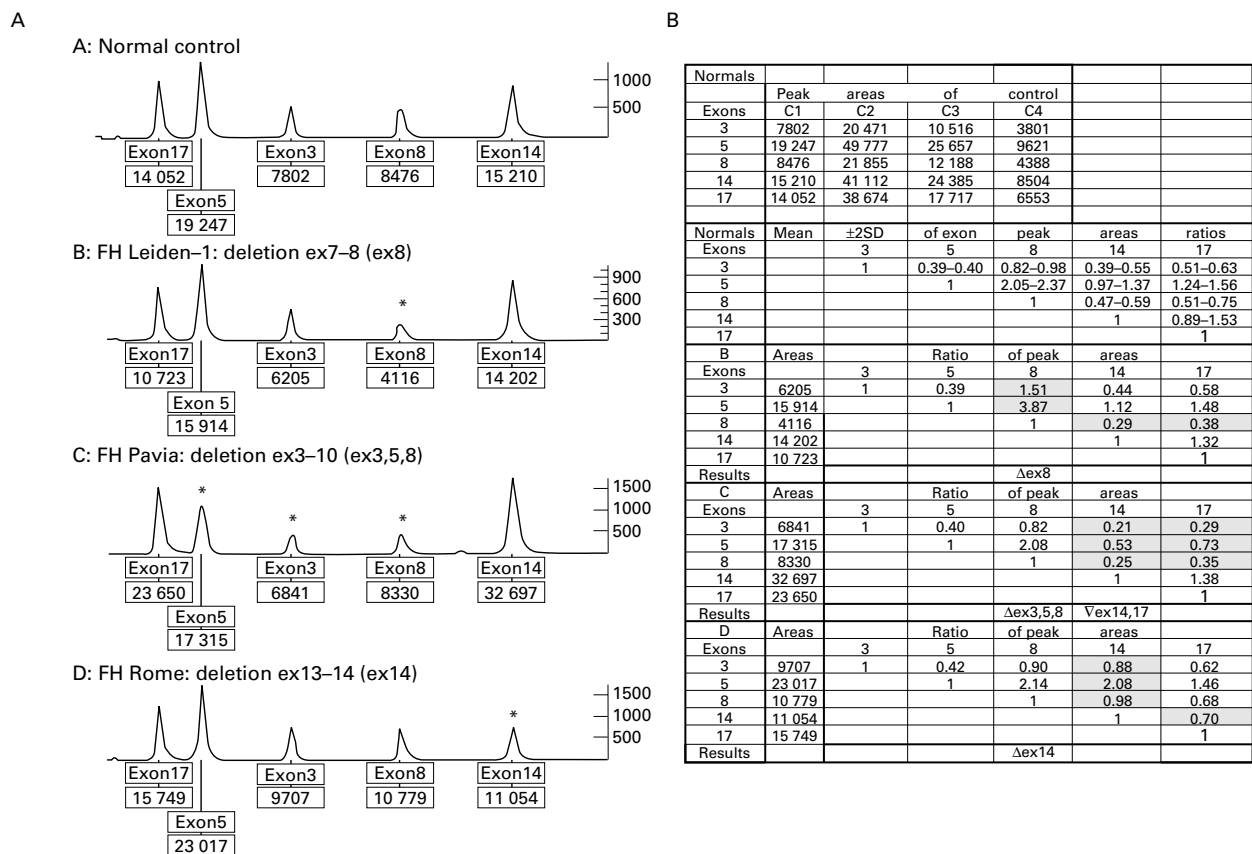 A
A: Normal control
1000
500
Exon17 Exon3 Exon8 Exon14
14 052 7802 8476 15 210
Exon5
19 247
B: FH Leiden–1: deletion ex7–8 (ex8)
*
900
600
300
Exon17 Exon3 Exon8 Exon14
10 723 6205 4116 14 202
Exon 5
15 914
C: FH Pavia: deletion ex3–10 (ex3,5,8)
* * *
1500
1000
500
Exon17 Exon3 Exon8 Exon14
23 650 6841 8330 32 697
Exon5
17 315
D: FH Rome: deletion ex13–14 (ex14)
*
1500
1000
500
Exon17 Exon3 Exon8 Exon14
15 749 9707 10 779 11 054
Exon5
23 017
B
Normals
Peak areas of control
Exons C1 C2 C3 C4
3 7802 20 471 10 516 3801
5 19 247 49 777 25 657 9621
8 8476 21 855 12 188 4388
14 15 210 41 112 24 385 8504
17 14 052 38 674 17 717 6553
Normals Mean ±2SD of exon peak areas ratios
Exons 3 5 8 14 17
3 1 0.39–0.40 0.82–0.98 0.39–0.55 0.51–0.63
5 1 2.05–2.37 0.97–1.37 1.24–1.56
8 1 0.47–0.59 0.51–0.75
14 1 0.89–1.53
17 1
B Areas Ratio of peak areas
Exons 3 5 8 14 17
3 6205 1 0.39 1.51 0.44 0.58
5 15 914 1 3.87 1.12 1.48
8 4116 1 0.29 0.38
14 14 202 1 1.32
17 10 723 1
Results Δex8
C Areas Ratio of peak areas
Exons 3 5 8 14 17
3 6841 1 0.40 0.82 0.21 0.29
5 17 315 1 2.08 0.53 0.73
8 8330 1 0.25 0.35
14 32 697 1 1.38
17 23 650 1
Results Δex3,5,8 ∇ex14,17
D Areas Ratio of peak areas
Exons 3 5 8 14 17
3 9707 1 0.42 0.90 0.88 0.62
5 23 017 1 2.14 2.08 1.46
8 10 779 1 0.98 0.68
14 11 054 1 0.70
17 15 749 1
Results Δex14